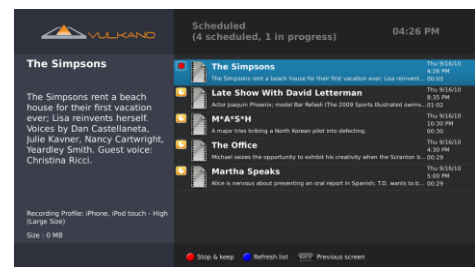 VULKANO
Scheduled
(4 scheduled, 1 in progress)
04:26 PM
The Simpsons
The Simpsons rent a beach
house for their first vacation
ever; Lisa reinvents herself.
Voices by Dan Castellaneta,
Julie Kavner, Nancy Cartwright,
Yeardley Smith. Guest voice:
Christina Ricci.
Recording Profile: iPhone, iPod touch - High
(Large Size)
Size : 0 MB
The Simpsons
Thu 9/16/10
4:26 PM
The Simpsons rent a beach house for their first vacation ever; Lisa reinvent... 00:03
Late Show With David Letterman
Thu 9/16/10
8:35 PM
Actor Joaquin Phoenix; model Bar Refaeli (The 2009 Sports Illustrated swims... 01:02
M*A*S*H
Thu 9/16/10
10:30 PM
A major tries bribing a North Korean pilot into defecting.
00:30
The Office
Thu 9/16/10
4:30 PM
Michael seizes the opportunity to exhibit his creativity when the Scranton b... 00:29
Martha Speaks
Thu 9/16/10
5:00 PM
Alice is nervous about presenting an oral report in Spanish; T.D. wants to b... 00:29
Stop & keep
Refresh list
Previous screen